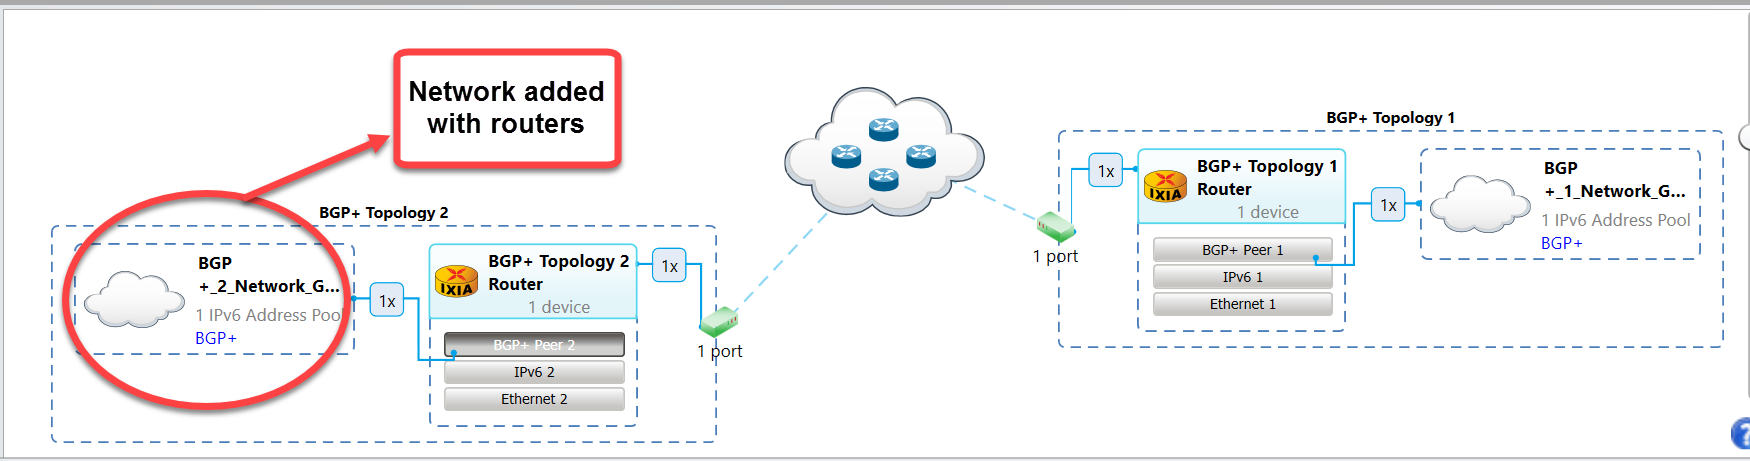 Network added
with routers
BGP+ Topology 2
BGP
+_2_Network_G...
1 IPv6 Address Pool
BGP+
1x
IXIA
BGP+ Topology 2
Router
1 device
BGP+ Peer 2
IPv6 2
Ethernet 2
1x
1 port
BGP+ Topology 1
1 port
1x
IXIA
BGP+ Topology 1
Router
1 device
BGP+ Peer 1
IPv6 1
Ethernet 1
1x
BGP
+_1_Network_G...
1 IPv6 Address Pool
BGP+
?